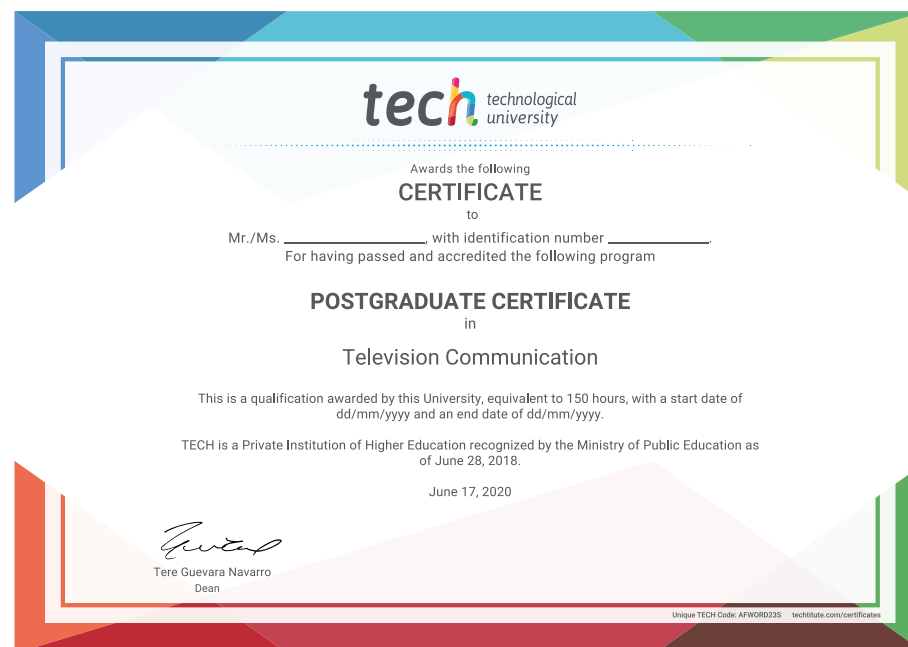 tech technological
university
Awards the following
CERTIFICATE
to
Mr./Ms. ____________________, with identification number ______________.
For having passed and accredited the following program
POSTGRADUATE CERTIFICATE
in
Television Communication
This is a qualification awarded by this University, equivalent to 150 hours, with a start date of
dd/mm/yyyy and an end date of dd/mm/yyyy.
TECH is a Private Institution of Higher Education recognized by the Ministry of Public Education as
of June 28, 2018.
June 17, 2020
Tere Guevara Navarro
Dean
Unique TECH Code: AFWORD23S techtitute.com/certificates